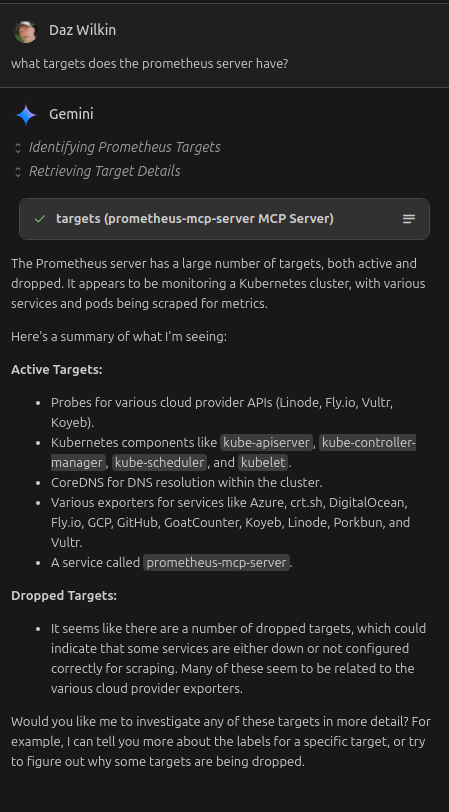 Daz Wilkin
what targets does the prometheus server have?
Gemini
Identifying Prometheus Targets
Retrieving Target Details
targets (prometheus-mcp-server MCP Server)
The Prometheus server has a large number of targets, both active and
dropped. It appears to be monitoring a Kubernetes cluster, with various
services and pods being scraped for metrics.
Here's a summary of what I'm seeing:
Active Targets:
• Probes for various cloud provider APIs (Linode, Fly.io, Vultr,
Koyeb).
• Kubernetes components like kube-apiserver, kube-controller-
manager, kube-scheduler, and kubelet.
• CoreDNS for DNS resolution within the cluster.
• Various exporters for services like Azure, crt.sh, DigitalOcean,
Fly.io, GCP, GitHub, GoatCounter, Koyeb, Linode, Porkbun, and
Vultr.
• A service called prometheus-mcp-server.
Dropped Targets:
• It seems like there are a number of dropped targets, which could
indicate that some services are either down or not configured
correctly for scraping. Many of these seem to be related to the
various cloud provider exporters.
Would you like me to investigate any of these targets in more detail? For
example, I can tell you more about the labels for a specific target, or try
to figure out why some targets are being dropped.